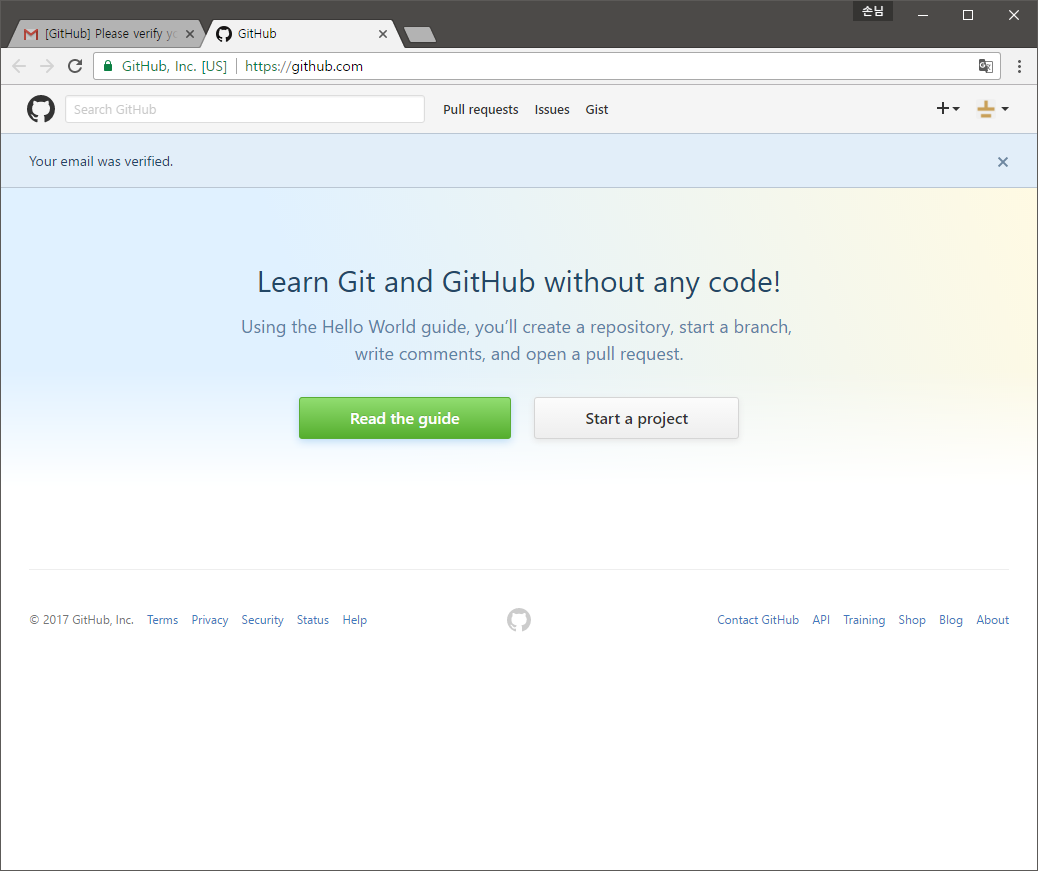 손님
[GitHub] Please verify yo
GitHub
GitHub, Inc. [US]
https://github.com
Search GitHub
Pull requests
Issues
Gist
Your email was verified.
Learn Git and GitHub without any code!
Using the Hello World guide, you’ll create a repository, start a branch,
write comments, and open a pull request.
Read the guide
Start a project
© 2017 GitHub, Inc.
Terms
Privacy
Security
Status
Help
Contact GitHub
API
Training
Shop
Blog
About